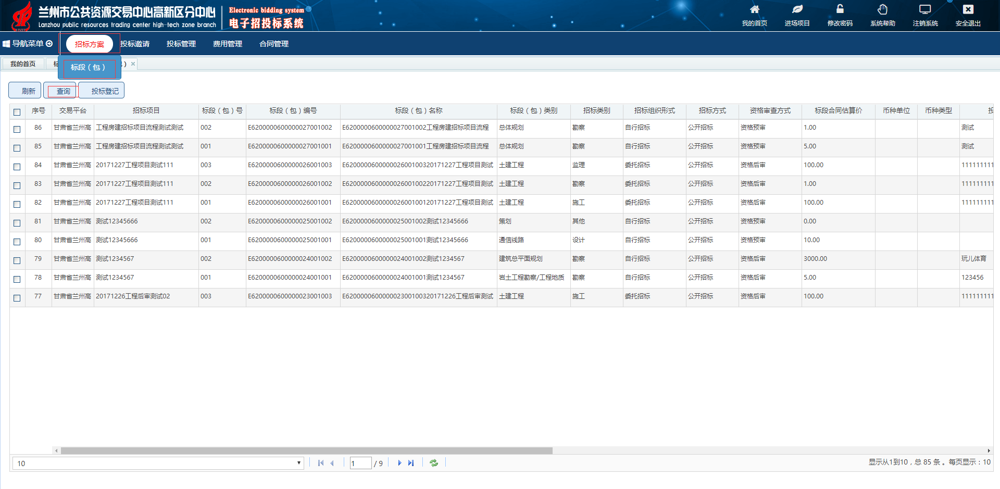 兰州市公共资源交易中心高新区分中心
Lanzhou public resources trading center high-tech zone branch
Electronic bidding system
电子招投标系统
我的首页 进场项目 修改密码 系统帮助 注销系统 安全退出
导航菜单 招标方案 投标邀请 投标管理 费用管理 合同管理
我的首页 标 包）
标段（包）
刷新 查询 投标登记
序号 交易平台 招标项目 标段（包）号 标段（包）编号 标段（包）名称 标段（包）类别 招标类别 招标组织形式 招标方式 资格审查方式 标段合同估算价 币种单位 币种类型 投
86 甘肃省兰州高 工程房建招标项目流程测试测试 002 E6200000600000027001002 E6200000600000027001002工程房建招标项目流程 总体规划 勘察 自行招标 公开招标 资格预审 1.00 测试
85 甘肃省兰州高 工程房建招标项目流程测试测试 001 E6200000600000027001001 E6200000600000027001001工程房建招标项目流程 总体规划 勘察 自行招标 公开招标 资格预审 5.00 测试
84 甘肃省兰州高 20171227工程项目测试111 003 E6200000600000026001003 E620000060000002600100320171227工程项目测试 土建工程 监理 委托招标 公开招标 资格后审 100.00 111111111
83 甘肃省兰州高 20171227工程项目测试111 002 E6200000600000026001002 E620000060000002600100220171227工程项目测试 土建工程 勘察 委托招标 公开招标 资格后审 1.00 111111111
82 甘肃省兰州高 20171227工程项目测试111 001 E6200000600000026001001 E620000060000002600100120171227工程项目测试 土建工程 施工 委托招标 公开招标 资格后审 100.00 111111111
81 甘肃省兰州高 测试12345666 002 E6200000600000025001002 E6200000600000025001002测试12345666 策划 其他 自行招标 公开招标 资格预审 0.00
80 甘肃省兰州高 测试12345666 001 E6200000600000025001001 E6200000600000025001001测试12345666 通信线路 设计 自行招标 公开招标 资格预审 10.00
79 甘肃省兰州高 测试1234567 002 E6200000600000024001002 E6200000600000024001002测试1234567 建筑总平面规划 勘察 自行招标 公开招标 资格后审 3000.00 玩儿体育
78 甘肃省兰州高 测试1234567 001 E6200000600000024001001 E6200000600000024001001测试1234567 岩土工程勘察/工程地质 勘察 自行招标 公开招标 资格后审 5.00 123456
77 甘肃省兰州高 20171226工程后审测试02 003 E6200000600000023001003 E620000060000002300100320171226工程后审测试 土建工程 施工 委托招标 公开招标 资格后审 100.00 111111111
10 1 / 9 显示从1到10，总 85 条 。每页显示：10